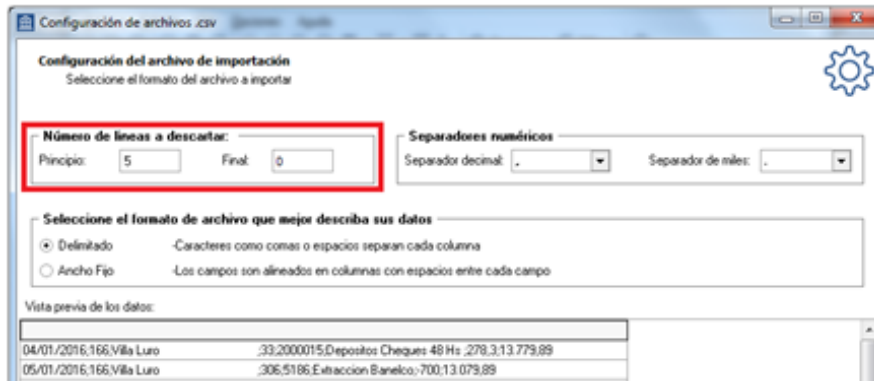 Configuración de archivos .csv
Configuración del archivo de importación
Seleccione el formato del archivo a importar
Número de líneas a descartar:
Principio: 5 Final: 0
Separadores numéricos
Separador decimal: , Separador de miles: .
Seleccione el formato de archivo que mejor describa sus datos
Delimitado -Caracteres como comas o espacios separan cada columna
Ancho Fijo -Los campos son alineados en columnas con espacios entre cada campo
Vista previa de los datos:
04/01/2016;166;Villa Luro ;33;2000015;Depositos Cheques 48 Hs ;278,3;13.779,89
05/01/2016;166;Villa Luro ;306;5186;Extraccion Banelco;-700;13.079,89